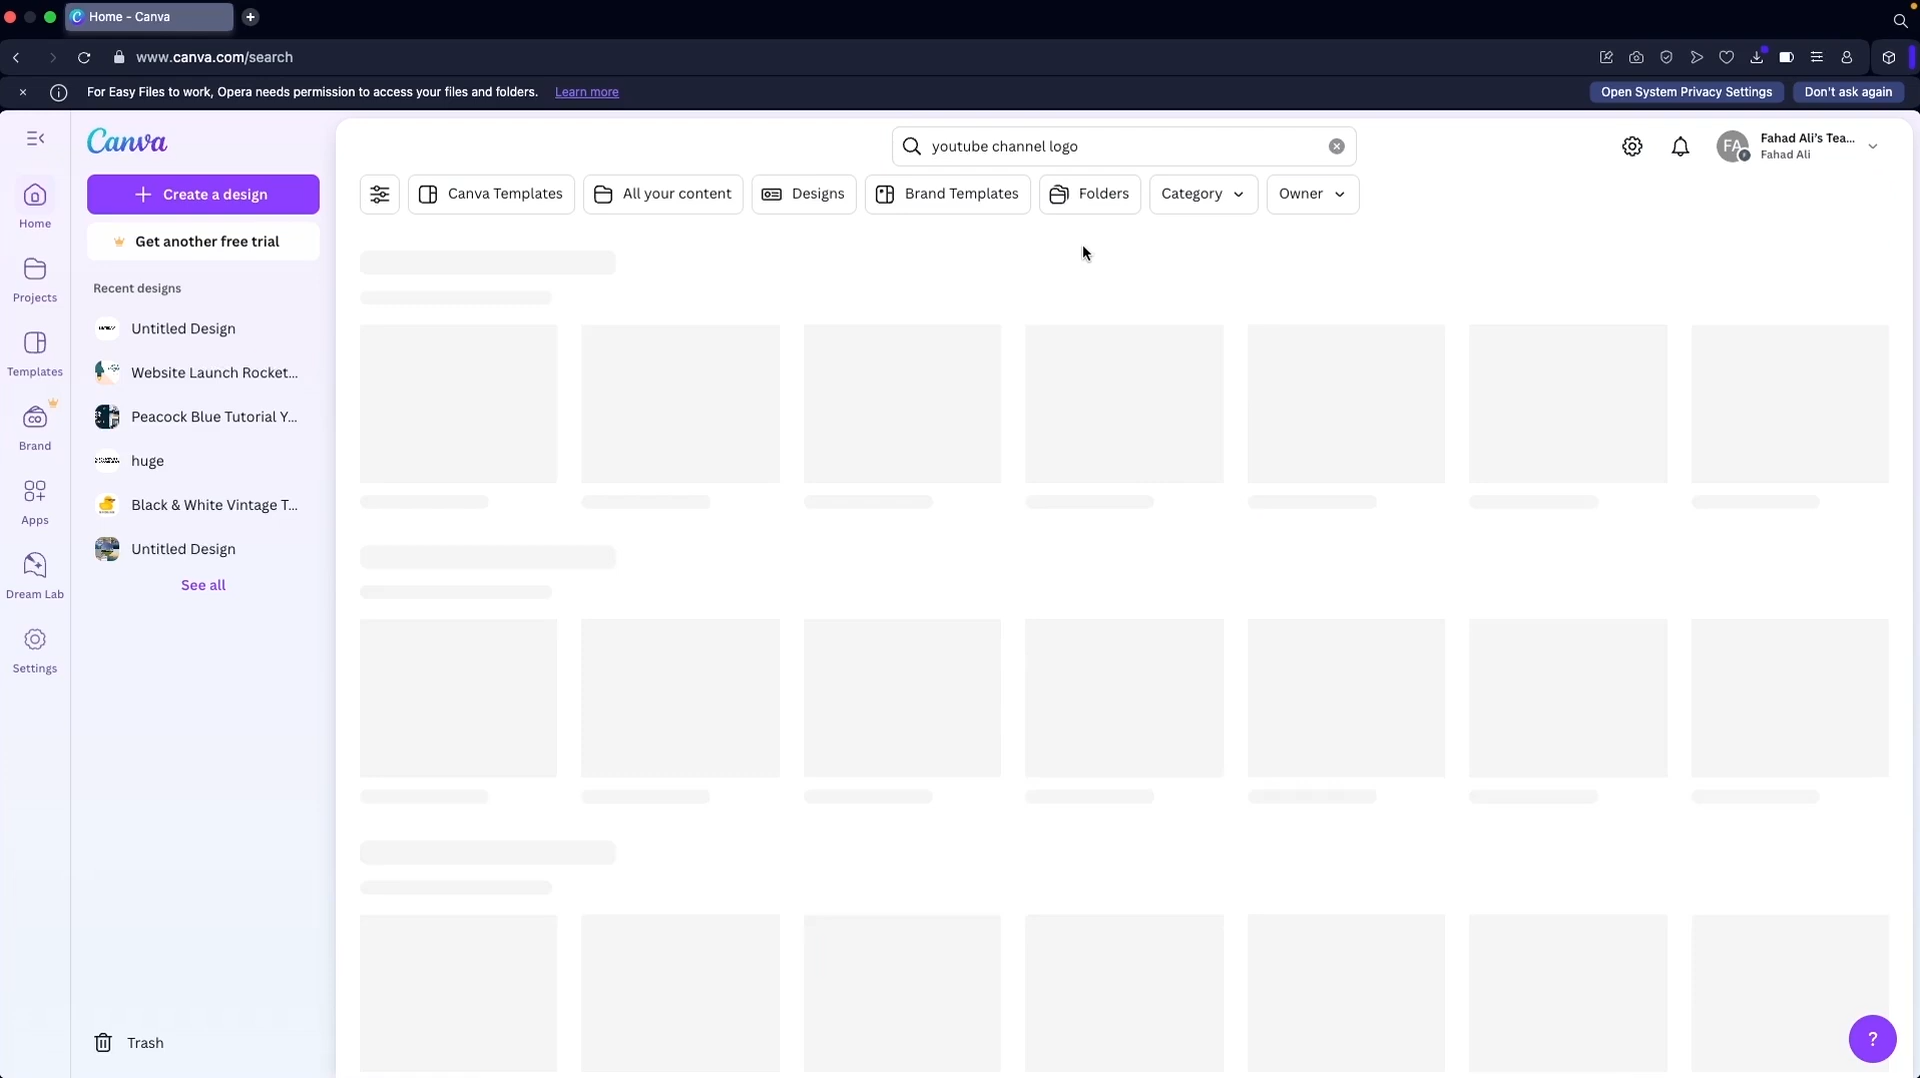 Home - Canva
www.canva.com/search
For Easy Files to work, Opera needs permission to access your files and folders. Learn more
Open System Privacy Settings
Don't ask again
Canva
youtube channel logo
FA
Fahad Ali's Tea...
Fahad Ali
Create a design
Canva Templates
All your content
Designs
Brand Templates
Folders
Category
Owner
Home
Get another free trial
Recent designs
Projects
Untitled Design
Templates
Website Launch Rocket...
Peacock Blue Tutorial Y...
CO
Brand
huge
Apps
Black & White Vintage T...
Untitled Design
Dream Lab
See all
Settings
Trash
?